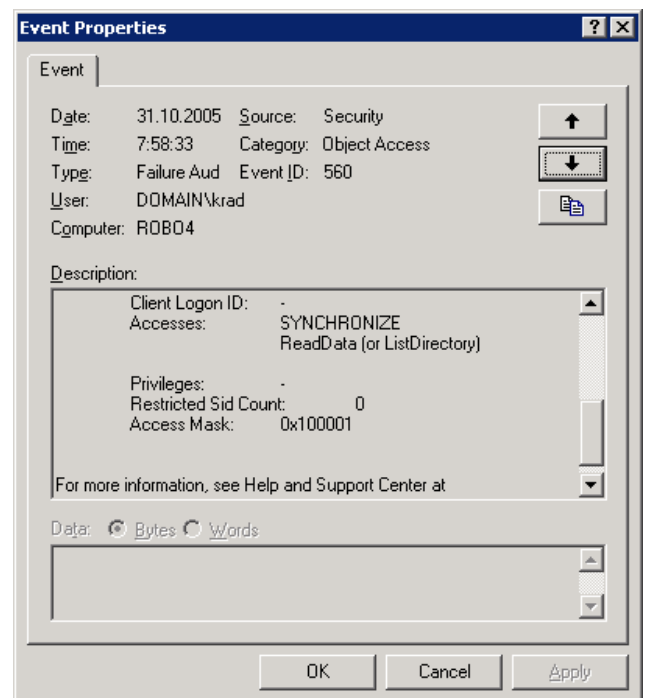 Event Properties
Event
Date: 31.10.2005 Source: Security
Time: 7:58:33 Category: Object Access
Type: Failure Aud Event ID: 560
User: DOMAIN\krad
Computer: ROBO4
Description:
Client Logon ID: -
Accesses: SYNCHRONIZE
ReadData (or ListDirectory)
Privileges: -
Restricted Sid Count: 0
Access Mask: 0x100001
For more information, see Help and Support Center at
Data: Bytes Words
OK Cancel Apply